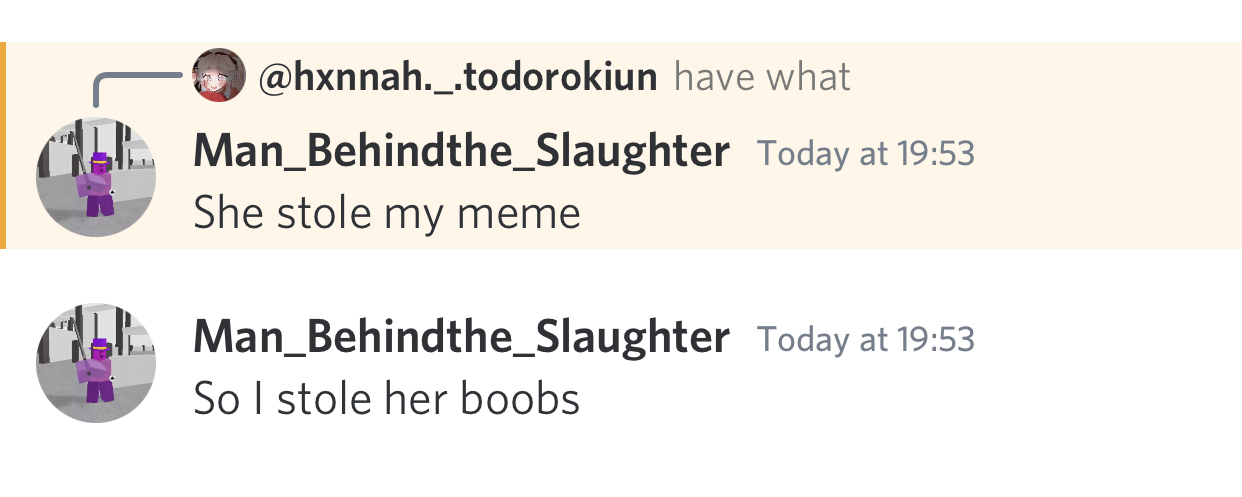 @hxnnah._.todorokiun have what
Man_Behindthe_Slaughter Today at 19:53
She stole my meme
Man_Behindthe_Slaughter Today at 19:53
So I stole her boobs